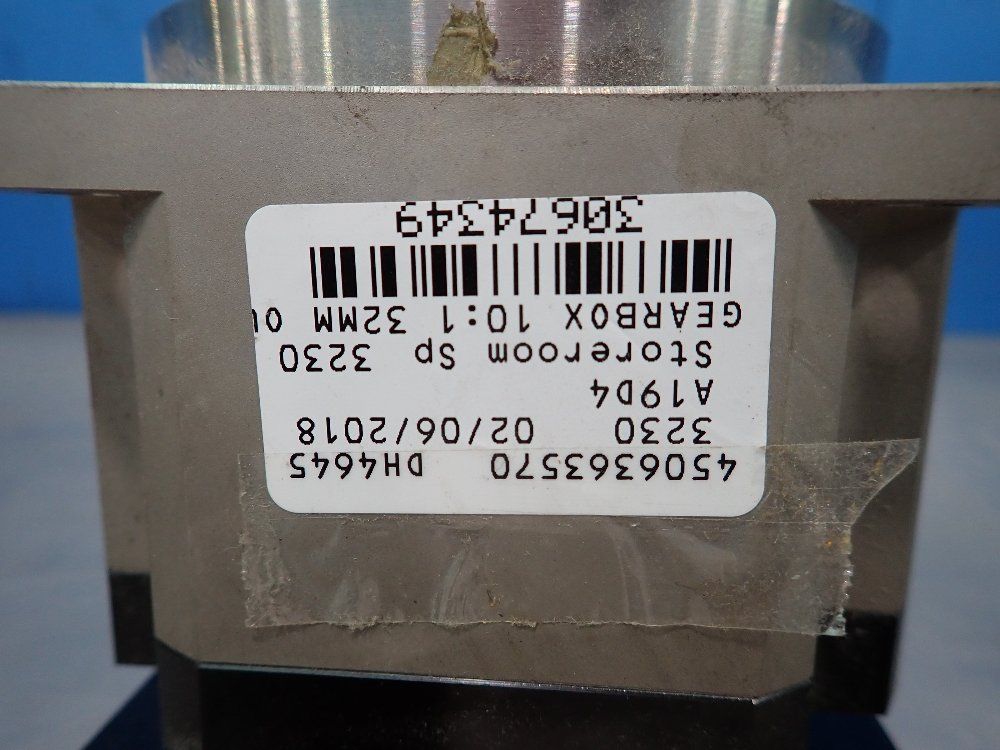 4506363570 DH4645
3230 02/06/2018
A19D4
Storeroom Sp 3230
GEARBOX 10:1 32MM
30674349